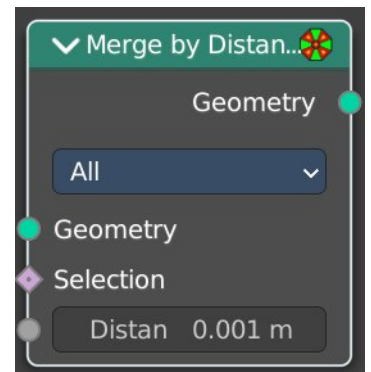 Merge by Distan...
Geometry
All
Geometry
Selection
Distan 0.001 m